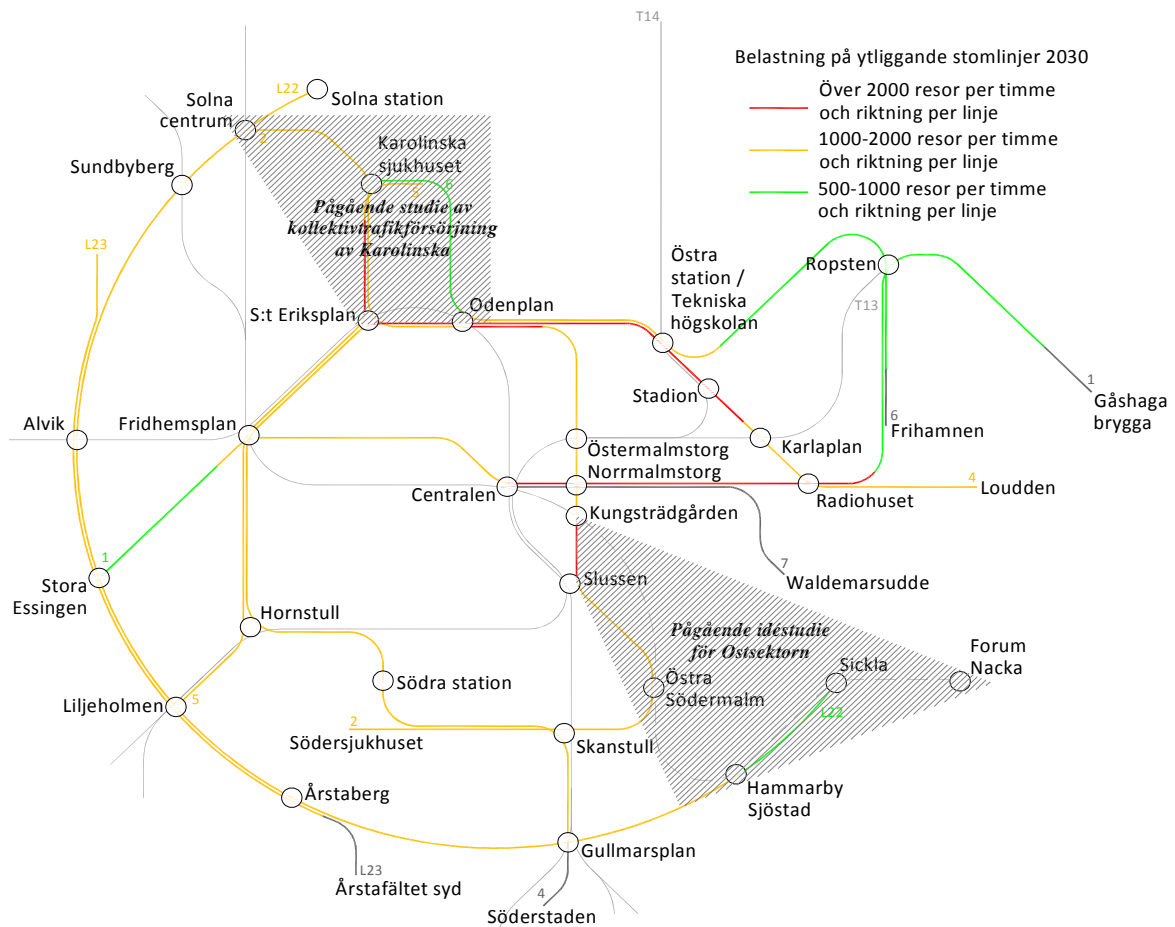 T14
Belastning på ytliggande stomlinjer 2030
Över 2000 resor per timme
och riktning per linje
1000-2000 resor per timme
och riktning per linje
500-1000 resor per timme
och riktning per linje
L22
Solna station
Solna
centrum
2
Karolinska
sjukhuset
Sundbyberg
5
6
Pågående studie av
kollektivtrafikförsörjning
av Karolinska
L23
Östra
station /
Tekniska
högskolan
Ropsten
T13
S:t Eriksplan
Odenplan
Stadion
1
Gåshaga
brygga
6
Frihamnen
Alvik
Fridhemsplan
Östermalmstorg
Karlaplan
Norrmalmstorg
Centralen
Radiohuset
4
Loudden
Kungsträdgården
1
Stora
Essingen
Slussen
7
Waldemarsudde
Hornstull
Pågående idéstudie
för Ostsektorn
Forum
Nacka
Sickla
Södra station
Östra
Södermalm
Liljeholmen
5
L22
2
Södersjukhuset
Skanstull
Hammarby
Sjöstad
Årstaberg
Gullmarsplan
L23
Årstafältet syd
4
Söderstaden